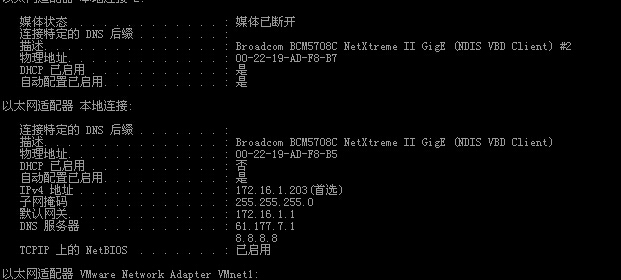 以太网适配器 本地连接 2:
媒体状态 . . . . . . . . . . . . : 媒体已断开
连接特定的 DNS 后缀 . . . . . . . :
描述. . . . . . . . . . . . . . . : Broadcom BCM5708C NetXtreme II GigE (NDIS VBD Client) #2
物理地址. . . . . . . . . . . . . : 00-22-19-AD-F8-B7
DHCP 已启用 . . . . . . . . . . . : 是
自动配置已启用. . . . . . . . . . : 是
以太网适配器 本地连接:
连接特定的 DNS 后缀 . . . . . . . :
描述. . . . . . . . . . . . . . . : Broadcom BCM5708C NetXtreme II GigE (NDIS VBD Client)
物理地址. . . . . . . . . . . . . : 00-22-19-AD-F8-B5
DHCP 已启用 . . . . . . . . . . . : 否
自动配置已启用. . . . . . . . . . : 是
IPv4 地址 . . . . . . . . . . . . : 172.16.1.203(首选)
子网掩码 . . . . . . . . . . . . : 255.255.255.0
默认网关. . . . . . . . . . . . . : 172.16.1.1
DNS 服务器 . . . . . . . . . . . : 61.177.7.1
8.8.8.8
TCPIP 上的 NetBIOS . . . . . . . : 已启用
以太网适配器 VMware Network Adapter VMnet1: